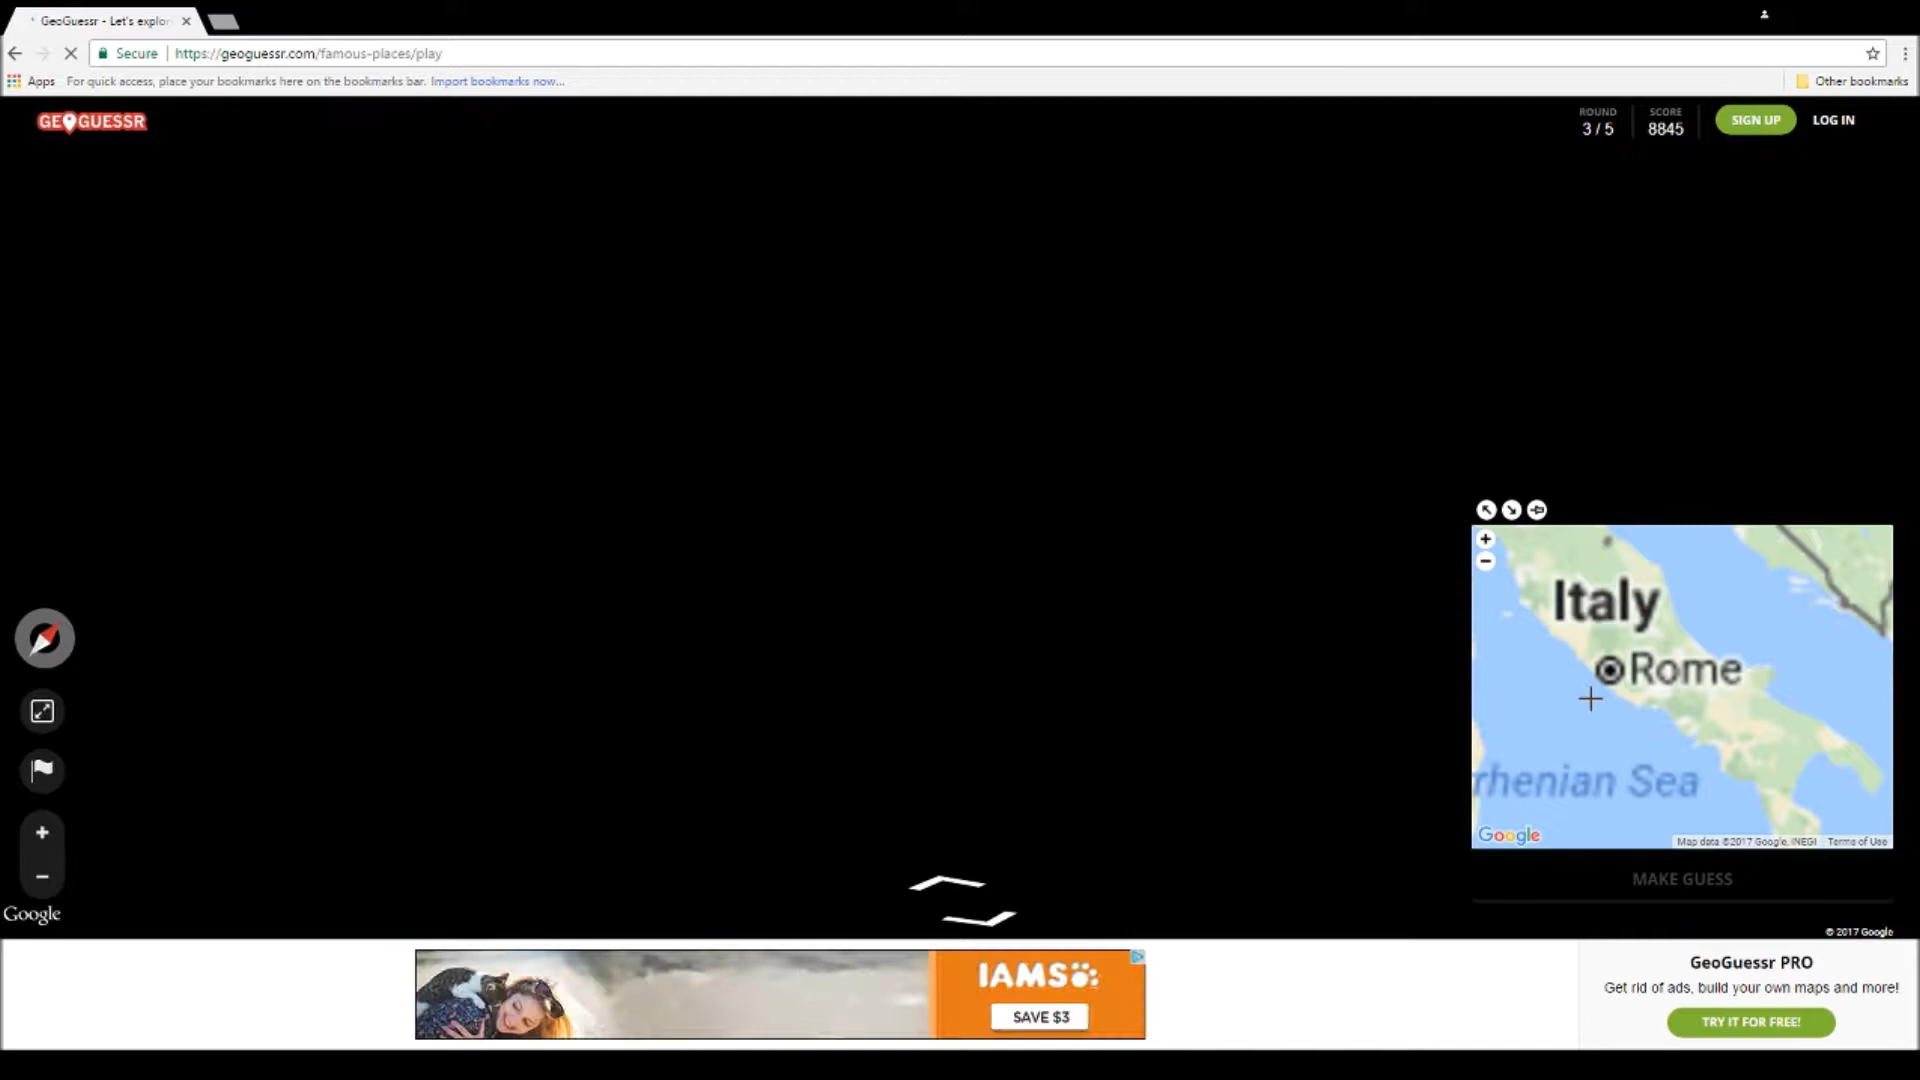 GeoGuessr - Let's explor
Secure
https://geoguessr.com/famous-places/play
Apps
For quick access, place your bookmarks here on the bookmarks bar. Import bookmarks now...
Other bookmarks
GEOGUESSR
ROUND
3 / 5
SCORE
8845
SIGN UP
LOG IN
Italy
Rome
rhenian Sea
Google
Map data ©2017 Google, INEGI
Terms of Use
MAKE GUESS
Google
© 2017 Google
IAMS
SAVE $3
GeoGuessr PRO
Get rid of ads, build your own maps and more!
TRY IT FOR FREE!